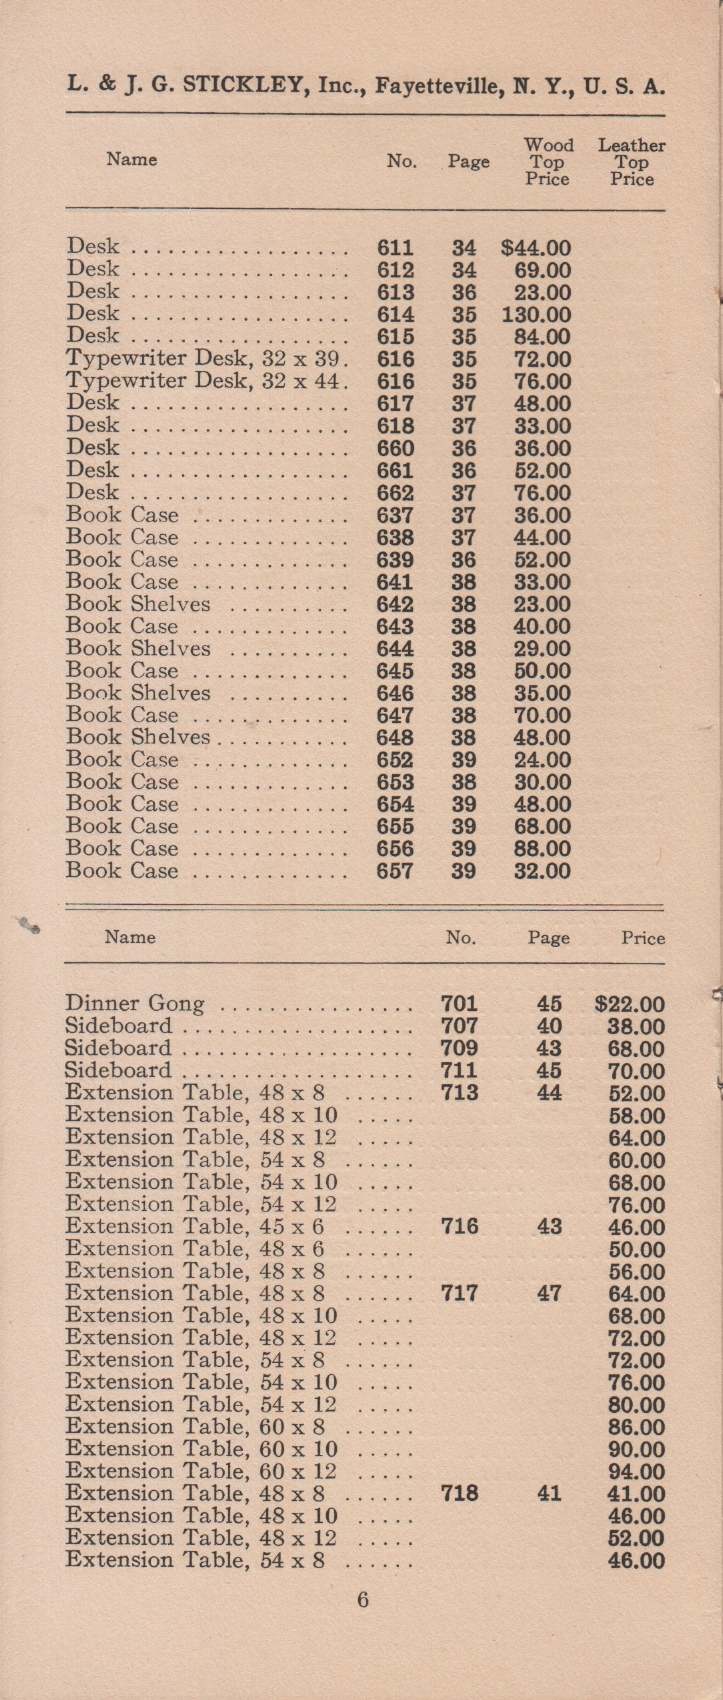 L. & J. G. STICKLEY, Inc., Fayetteville, N. Y., U. S. A.
Name No. Page Wood Top Price Leather Top Price
Desk .................. 611 34 $44.00
Desk .................. 612 34 69.00
Desk .................. 613 36 23.00
Desk .................. 614 35 130.00
Desk .................. 615 35 84.00
Typewriter Desk, 32 x 39. 616 35 72.00
Typewriter Desk, 32 x 44. 616 35 76.00
Desk .................. 617 37 48.00
Desk .................. 618 37 33.00
Desk .................. 660 36 36.00
Desk .................. 661 36 52.00
Desk .................. 662 37 76.00
Book Case ............. 637 37 36.00
Book Case ............. 638 37 44.00
Book Case ............. 639 36 52.00
Book Case ............. 641 38 33.00
Book Shelves .......... 642 38 23.00
Book Case ............. 643 38 40.00
Book Shelves .......... 644 38 29.00
Book Case ............. 645 38 50.00
Book Shelves .......... 646 38 35.00
Book Case ............. 647 38 70.00
Book Shelves ........... 648 38 48.00
Book Case ............. 652 39 24.00
Book Case ............. 653 38 30.00
Book Case ............. 654 39 48.00
Book Case ............. 655 39 68.00
Book Case ............. 656 39 88.00
Book Case ............. 657 39 32.00
Name No. Page Price
Dinner Gong ................ 701 45 $22.00
Sideboard ................... 707 40 38.00
Sideboard ................... 709 43 68.00
Sideboard ................... 711 45 70.00
Extension Table, 48 x 8 ...... 713 44 52.00
Extension Table, 48 x 10 ..... 58.00
Extension Table, 48 x 12 ..... 64.00
Extension Table, 54 x 8 ...... 60.00
Extension Table, 54 x 10 ..... 68.00
Extension Table, 54 x 12 ..... 76.00
Extension Table, 45 x 6 ...... 716 43 46.00
Extension Table, 48 x 6 ...... 50.00
Extension Table, 48 x 8 ...... 56.00
Extension Table, 48 x 8 ...... 717 47 64.00
Extension Table, 48 x 10 ..... 68.00
Extension Table, 48 x 12 ..... 72.00
Extension Table, 54 x 8 ...... 72.00
Extension Table, 54 x 10 ..... 76.00
Extension Table, 54 x 12 ..... 80.00
Extension Table, 60 x 8 ...... 86.00
Extension Table, 60 x 10 ..... 90.00
Extension Table, 60 x 12 ..... 94.00
Extension Table, 48 x 8 ...... 718 41 41.00
Extension Table, 48 x 10 ..... 46.00
Extension Table, 48 x 12 ..... 52.00
Extension Table, 54 x 8 ...... 46.00
6